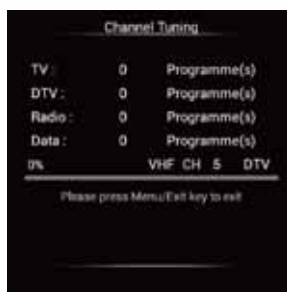 Channel Tuning
TV : 0 Programme(s)
DTV : 0 Programme(s)
Radio : 0 Programme(s)
Data : 0 Programme(s)
0% VHF CH 5 DTV
Please press Menu/Exit key to exit